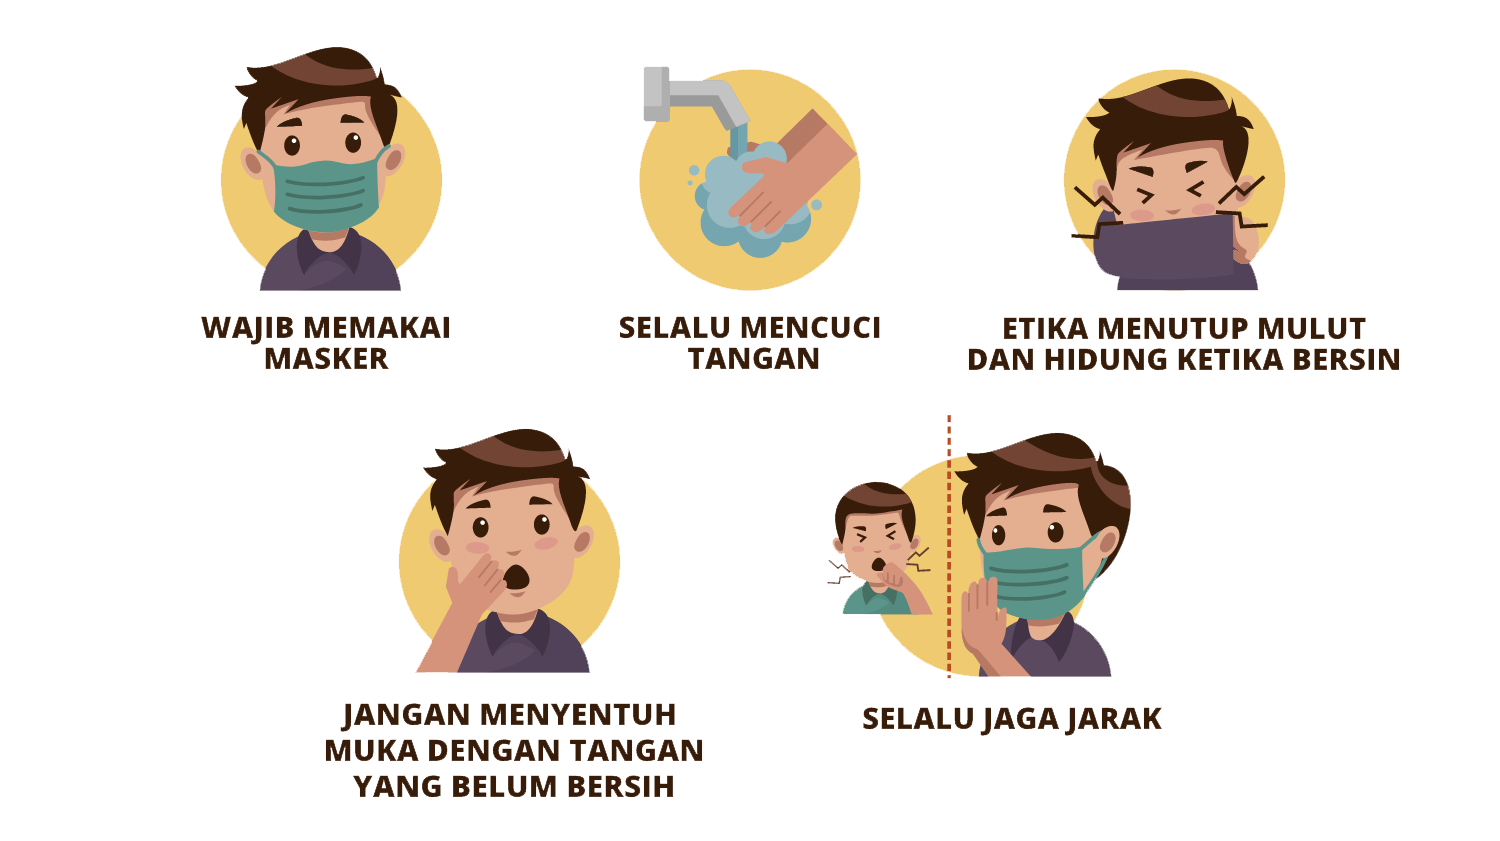 WAJIB MEMAKAI
MASKER
SELALU MENCUCI
TANGAN
ETIKA MENUTUP MULUT
DAN HIDUNG KETIKA BERSIN
JANGAN MENYENTUH
MUKA DENGAN TANGAN
YANG BELUM BERSIH
SELALU JAGA JARAK